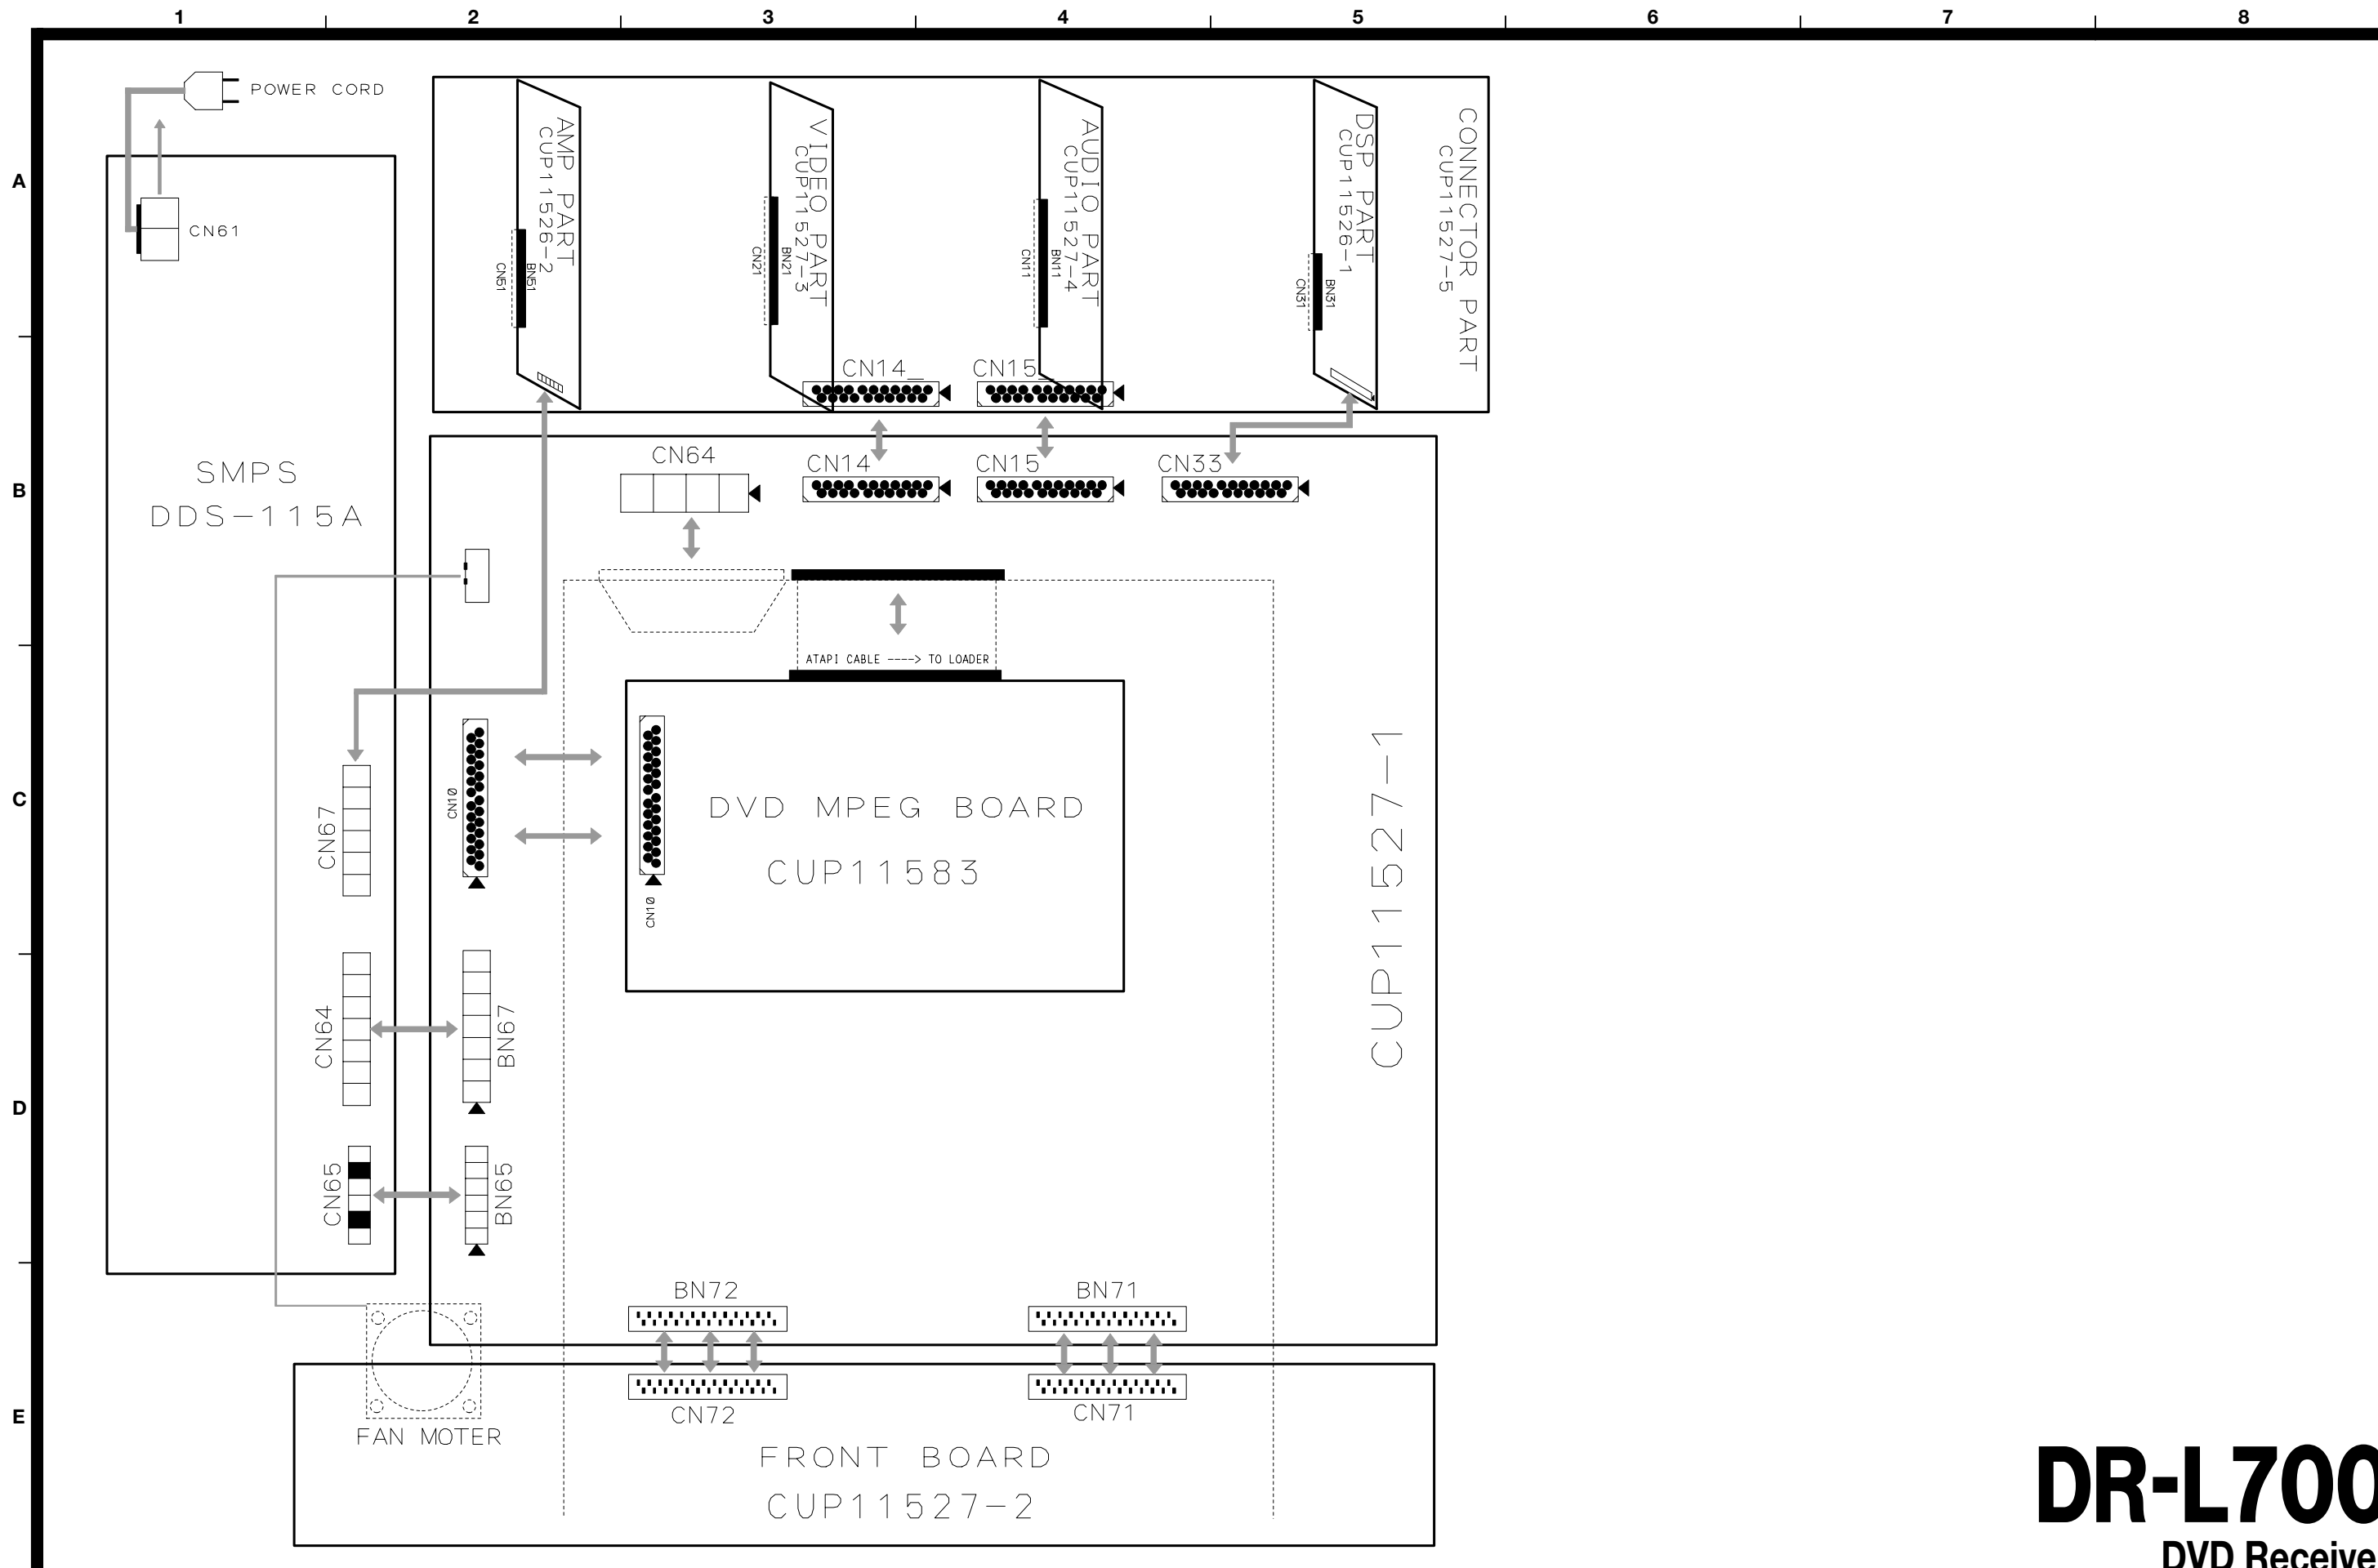 1 2 3 4 5 6 7 8
POWER CORD
A
CN61
AMP PART
CUP11526-2
CN51
BN51
VIDEO PART
CUP11527-3
CN21
BN21
AUDIO PART
CUP11527-4
CN11
BN11
DSP PART
CUP11526-1
CN31
BN31
CONNECTOR PART
CUP11527-5
CN14_
CN15_
B
SMPS
DDS-115A
CN64
CN14
CN15
CN33
ATAPI CABLE ----> TO LOADER
C
CN67
CN10
CN10
DVD MPEG BOARD
CUP11583
CUP11527-1
D
CN64
BN67
CN65
BN65
BN72
BN71
E
CN72
CN71
FAN MOTER
FRONT BOARD
CUP11527-2
DR-L700
DVD Receive